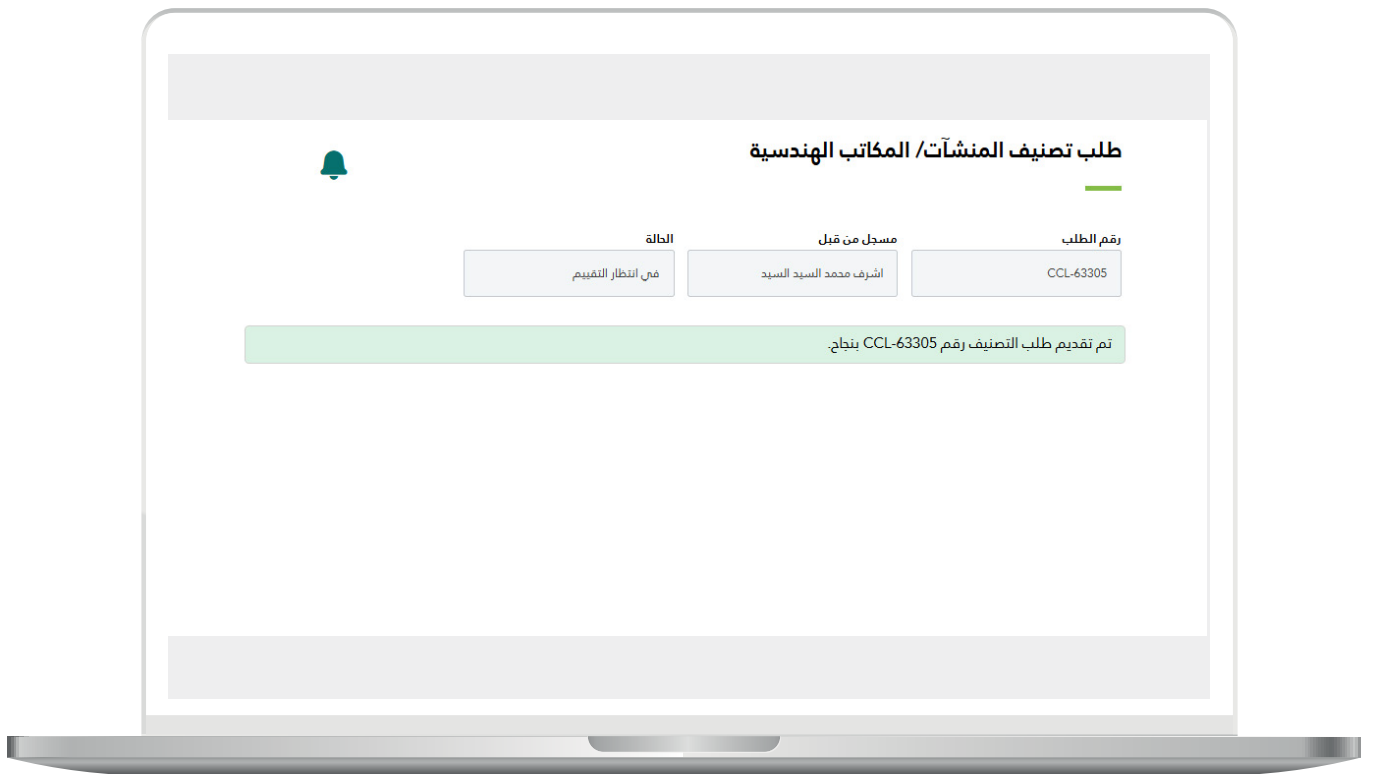 طلب تصنيف المنشآت/ المكاتب الهندسية
رقم الطلب
مسجل من قبل
الحالة
CCL-63305
اشرف محمد السيد السيد
في انتظار التقييم
تم تقديم طلب التصنيف رقم CCL-63305 بنجاح.